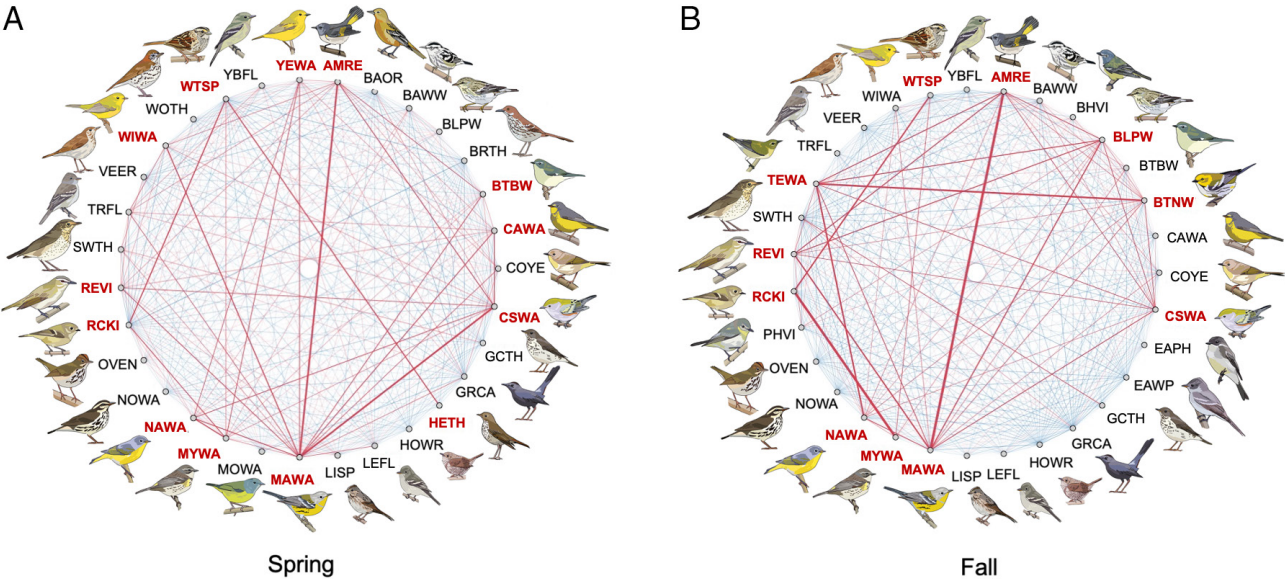 A
YEWA AMRE
YBFL
BAOR
WTSP
BAWW
WOTH
BLPW
WIWA
BRTH
VEER
BTBW
TRFL
CAWA
SWTH
COYE
REVI
CSWA
RCKI
GCTH
OVEN
GRCA
NOWA
HETH
NAWA
HOWR
MYWA
LEFL
MOWA
LISP
MAWA
Spring
B
YBFL
AMRE
WTSP
BAWW
WIWA
BHVI
VEER
BLPW
TRFL
BTBW
TEWA
BTNW
SWTH
CAWA
REVI
COYE
RCKI
CSWA
PHVI
EAPH
OVEN
EAWP
NOWA
GCTH
NAWA
GRCA
MYWA
HOWR
MAWA
LISP LEFL
Fall